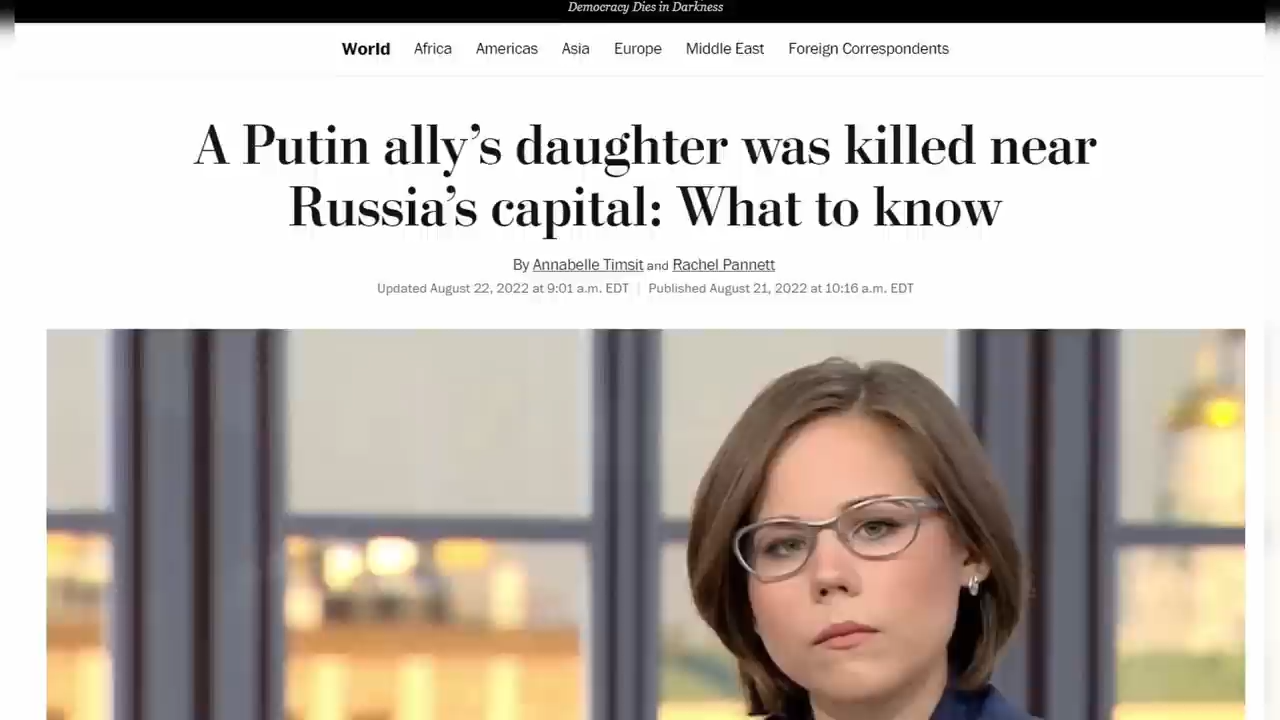 Democracy Dies in Darkness
World Africa Americas Asia Europe Middle East Foreign Correspondents
A Putin ally’s daughter was killed near
Russia’s capital: What to know
By Annabelle Timsit and Rachel Pannett
Updated August 22, 2022 at 9:01 a.m. EDT | Published August 21, 2022 at 10:16 a.m. EDT